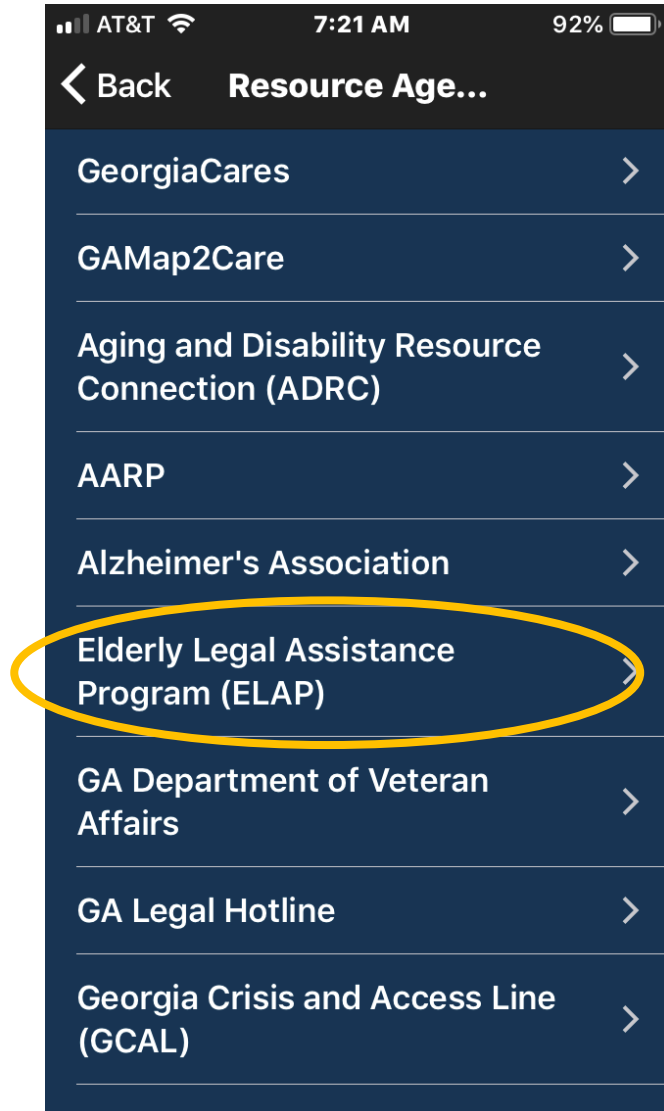 AT&T 7:21 AM 92%
Back Resource Age...
GeorgiaCares
GAMap2Care
Aging and Disability Resource
Connection (ADRC)
AARP
Alzheimer's Association
Elderly Legal Assistance
Program (ELAP)
GA Department of Veteran
Affairs
GA Legal Hotline
Georgia Crisis and Access Line
(GCAL)